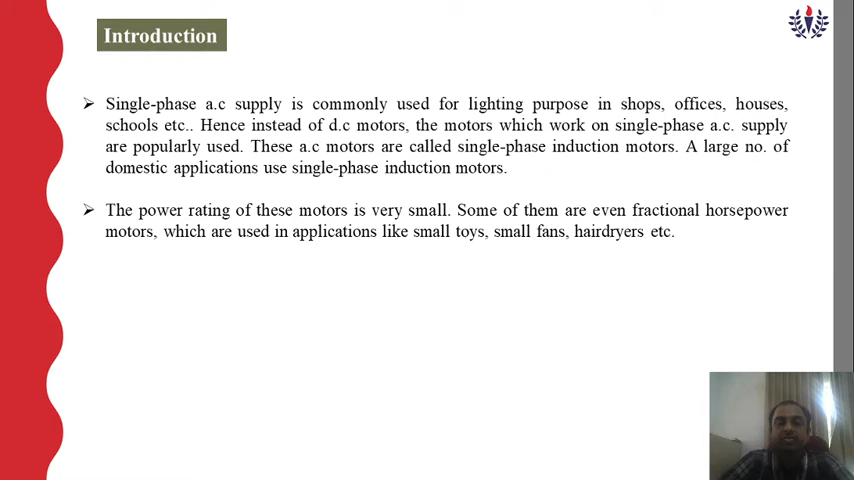 Introduction
Single-phase a.c supply is commonly used for lighting purpose in shops, offices, houses,
schools etc.. Hence instead of d.c motors, the motors which work on single-phase a.c. supply
are popularly used. These a.c motors are called single-phase induction motors. A large no. of
domestic applications use single-phase induction motors.
The power rating of these motors is very small. Some of them are even fractional horsepower
motors, which are used in applications like small toys, small fans, hairdryers etc.